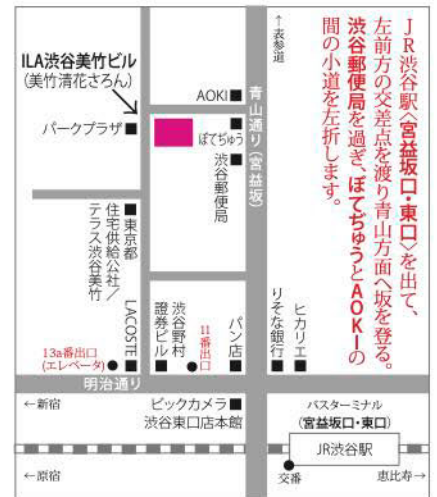 JR渋谷駅〈宮益坂口・東口〉を出て、
左前方の交差点を渡り青山方面へ坂を登る。
渋谷郵便局を過ぎ、ぼてぢゅうとAOKIの
間の小道を左折します。
↑表参道
青山通り(宮益坂)
ILA渋谷美竹ビル
(美竹清花さろん)
パークプラザ
AOKI
ぼてぢゅう
渋谷郵便局
東京都
住宅供給公社/
テラス渋谷美竹
LACOSTE
13a番出口
(エレベータ)
渋谷野村
證券ビル
11番出口
パン店
りそな銀行
ヒカリエ
明治通り
←新宿
ビックカメラ
渋谷東口店本館
バスターミナル
(宮益坂口・東口)
JR渋谷駅
←原宿
交番
恵比寿→